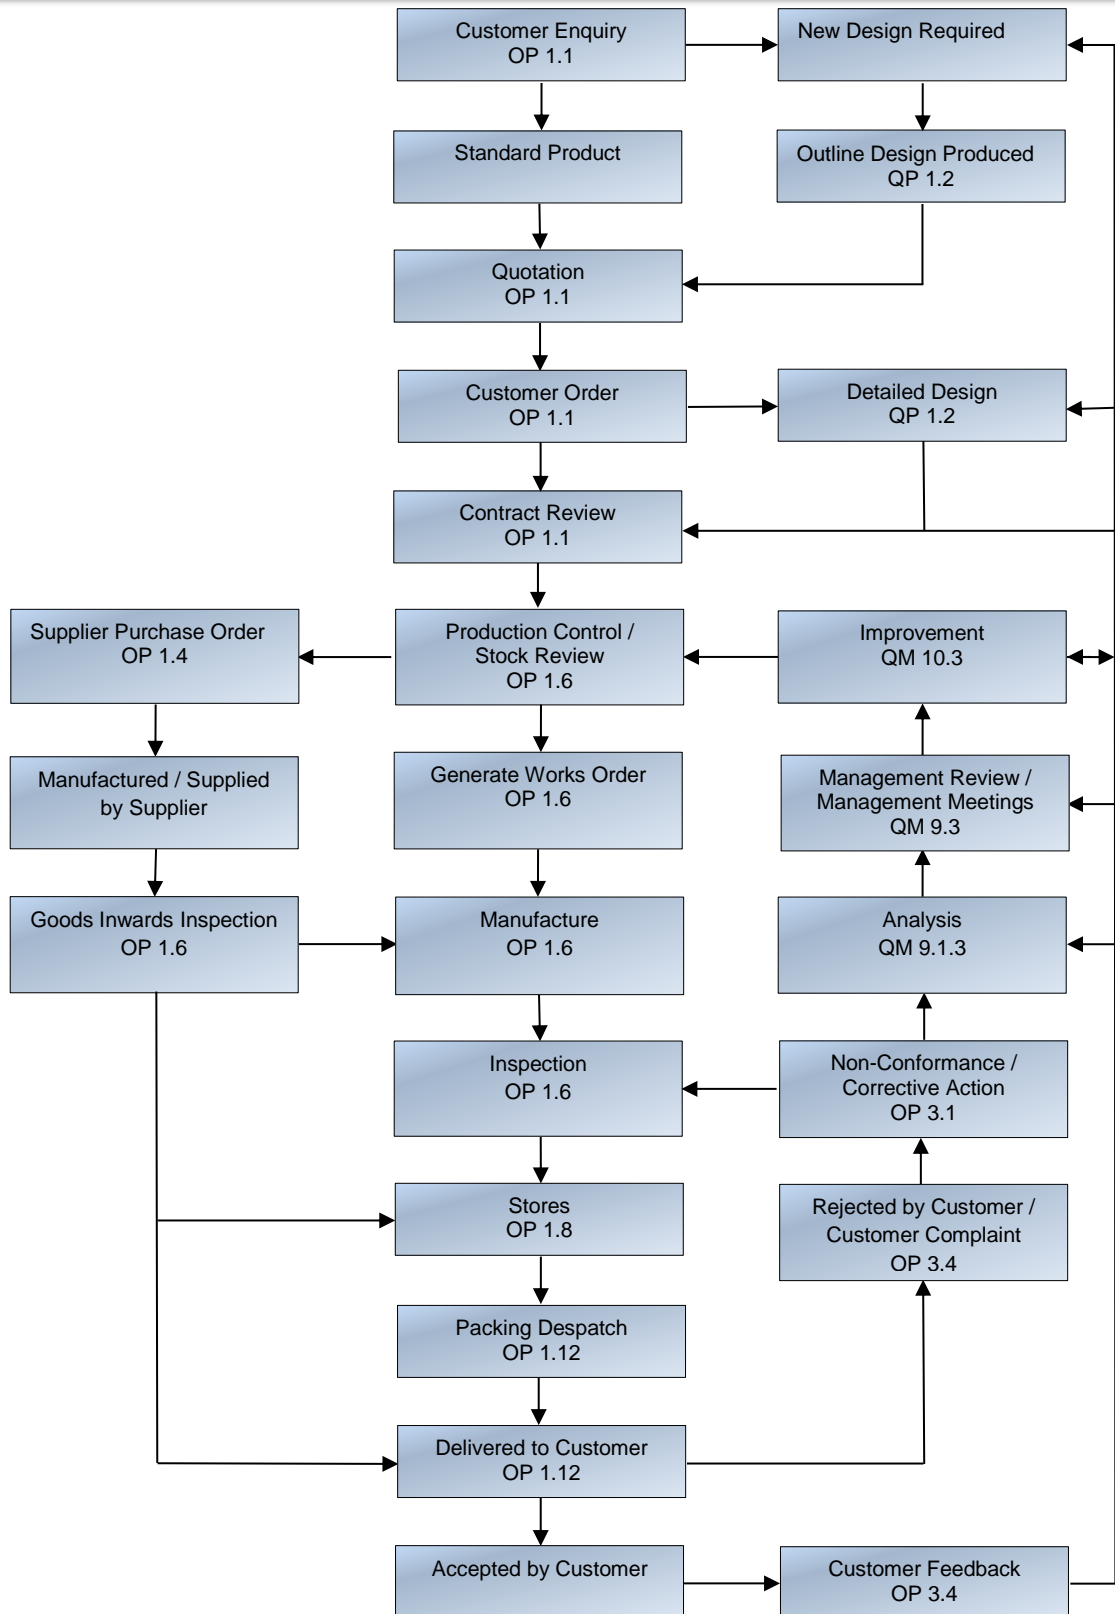 Customer Enquiry
OP 1.1
New Design Required
Standard Product
Outline Design Produced
QP 1.2
Quotation
OP 1.1
Customer Order
OP 1.1
Detailed Design
QP 1.2
Contract Review
OP 1.1
Supplier Purchase Order
OP 1.4
Production Control /
Stock Review
OP 1.6
Improvement
QM 10.3
Manufactured / Supplied
by Supplier
Generate Works Order
OP 1.6
Management Review /
Management Meetings
QM 9.3
Goods Inwards Inspection
OP 1.6
Manufacture
OP 1.6
Analysis
QM 9.1.3
Inspection
OP 1.6
Non-Conformance /
Corrective Action
OP 3.1
Stores
OP 1.8
Rejected by Customer /
Customer Complaint
OP 3.4
Packing Despatch
OP 1.12
Delivered to Customer
OP 1.12
Accepted by Customer
Customer Feedback
OP 3.4